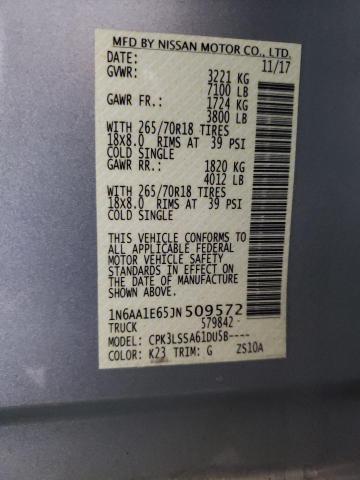 MFD BY NISSAN MOTOR CO., LTD.
DATE: 11/17
GVWR: 3221 KG
7100 LB
GAWR FR.: 1724 KG
3800 LB
WITH 265/70R18 TIRES
18X8.0 RIMS AT 39 PSI
COLD SINGLE
GAWR RR.: 1820 KG
4012 LB
WITH 265/70R18 TIRES
18X8.0 RIMS AT 39 PSI
COLD SINGLE
THIS VEHICLE CONFORMS TO
ALL APPLICABLE FEDERAL
MOTOR VEHICLE SAFETY
STANDARDS IN EFFECT ON
THE DATE OF MANUFACTURE
SHOWN ABOVE.
1N6AA1E65JN509572
TRUCK 579842-
MODEL: CPK3LSSA61DU5B----
COLOR: K23 TRIM: G ZS10A